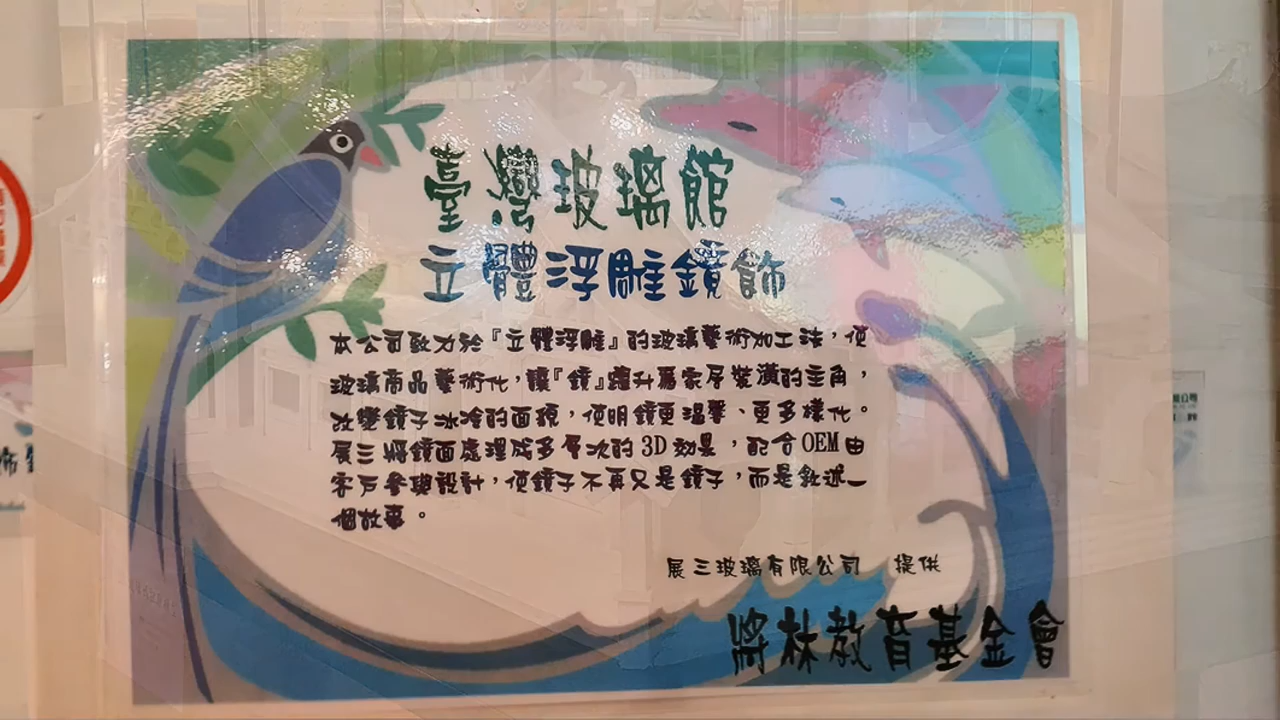 臺灣玻璃館
立體浮雕鏡飾
本公司致力於『立體浮雕』的玻璃藝術加工法，使
玻璃商品藝術化，讓『鏡』躍升為家居裝潢的主角，
改變鏡子冰冷的面貌，使明鏡更溫馨、更多樣化。
展三將鏡面處理成多層次的3D效果，配合OEM由
客戶參與設計，使鏡子不再只是鏡子，而是敘述一
個故事。
展三玻璃有限公司 提供
將林教育基金會